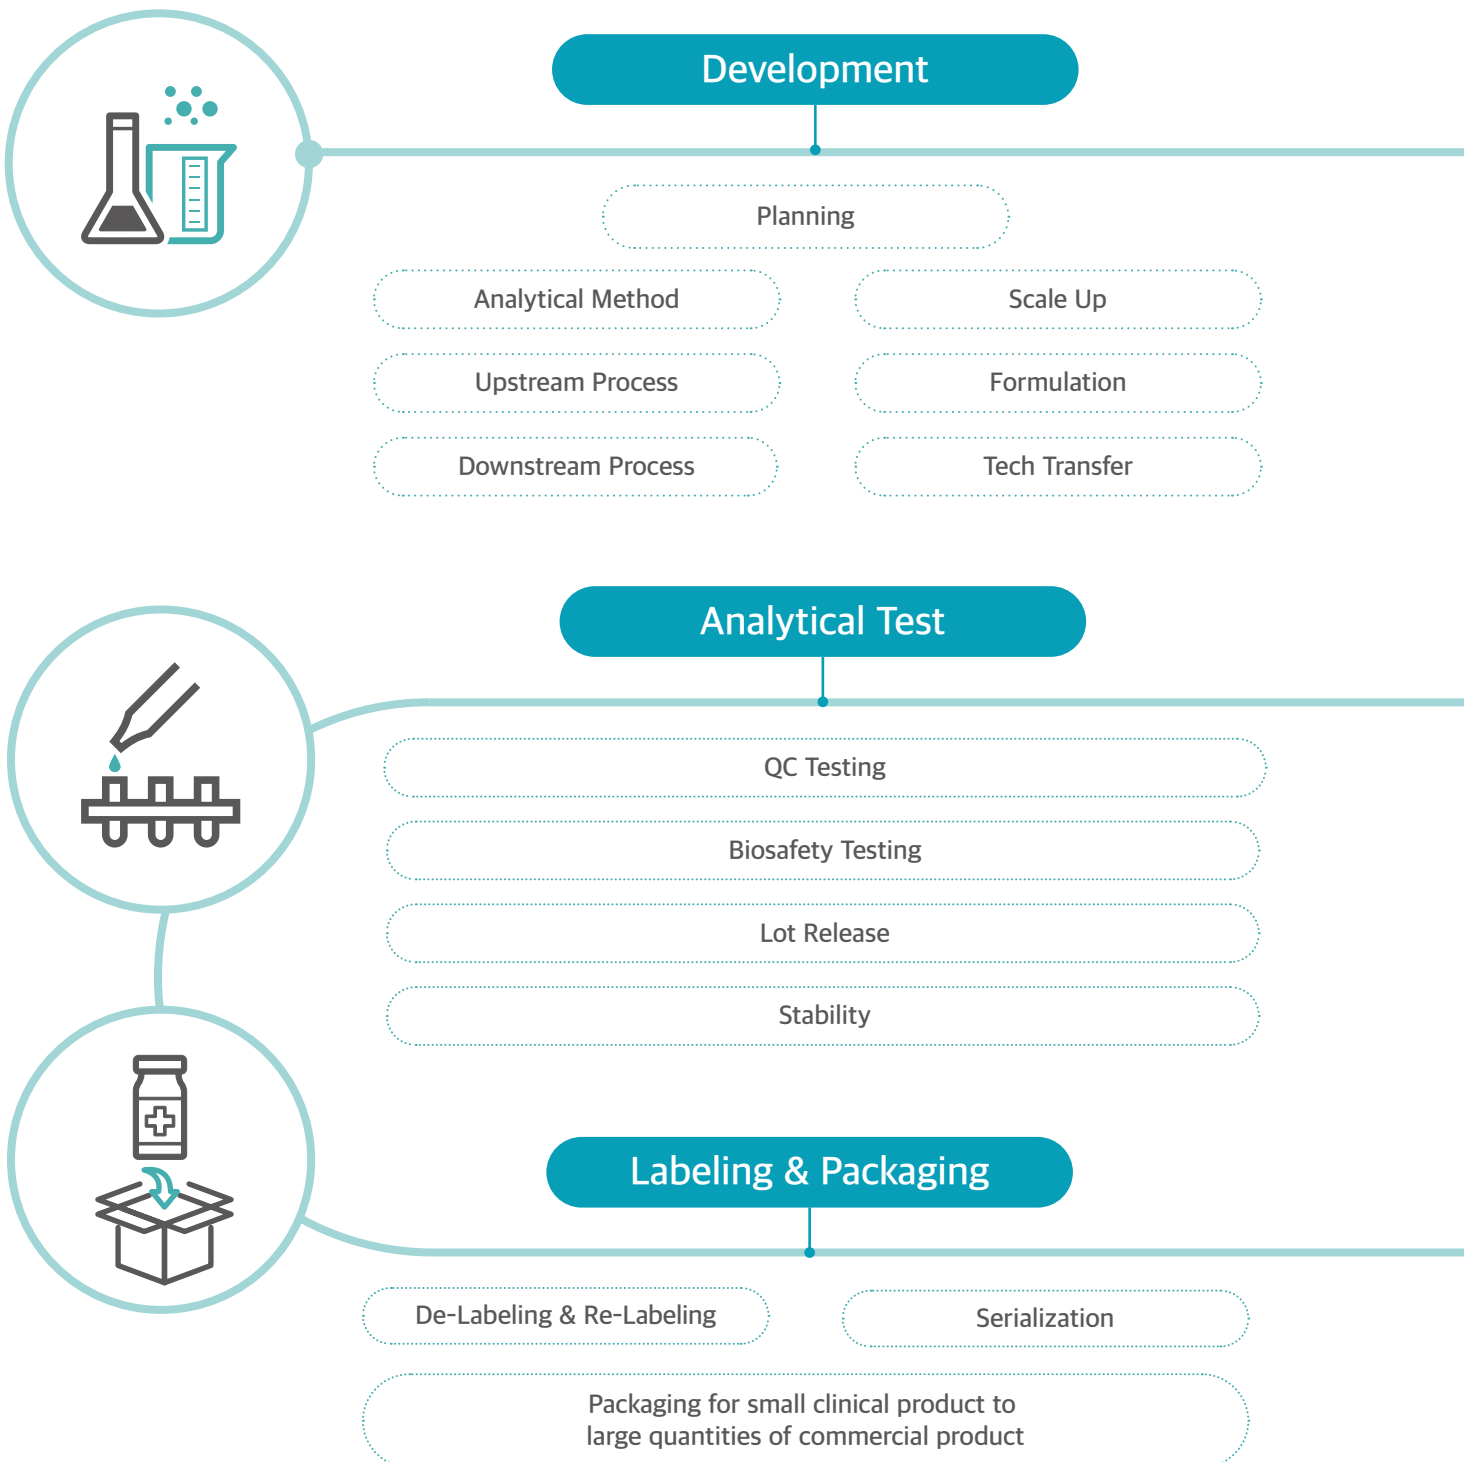 Development
Planning
Analytical Method
Scale Up
Upstream Process
Formulation
Downstream Process
Tech Transfer
Analytical Test
QC Testing
Biosafety Testing
Lot Release
Stability
Labeling & Packaging
De-Labeling & Re-Labeling
Serialization
Packaging for small clinical product to
large quantities of commercial product